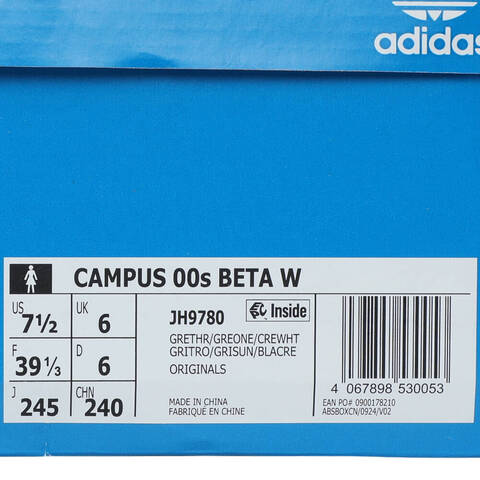 adidas
CAMPUS 00s BETA W
US 7½ UK 6
F 39⅓ D 6
J 245 CHN 240
JH9780 Inside
GRETHR/GREONE/CREWHT
GRITRO/GRISUN/BLACRE
ORIGINALS
MADE IN CHINA
FABRIQUÉ EN CHINE
4 067898 530053
EAN PO# 0900178210
ABSBOXCN/0924/V02